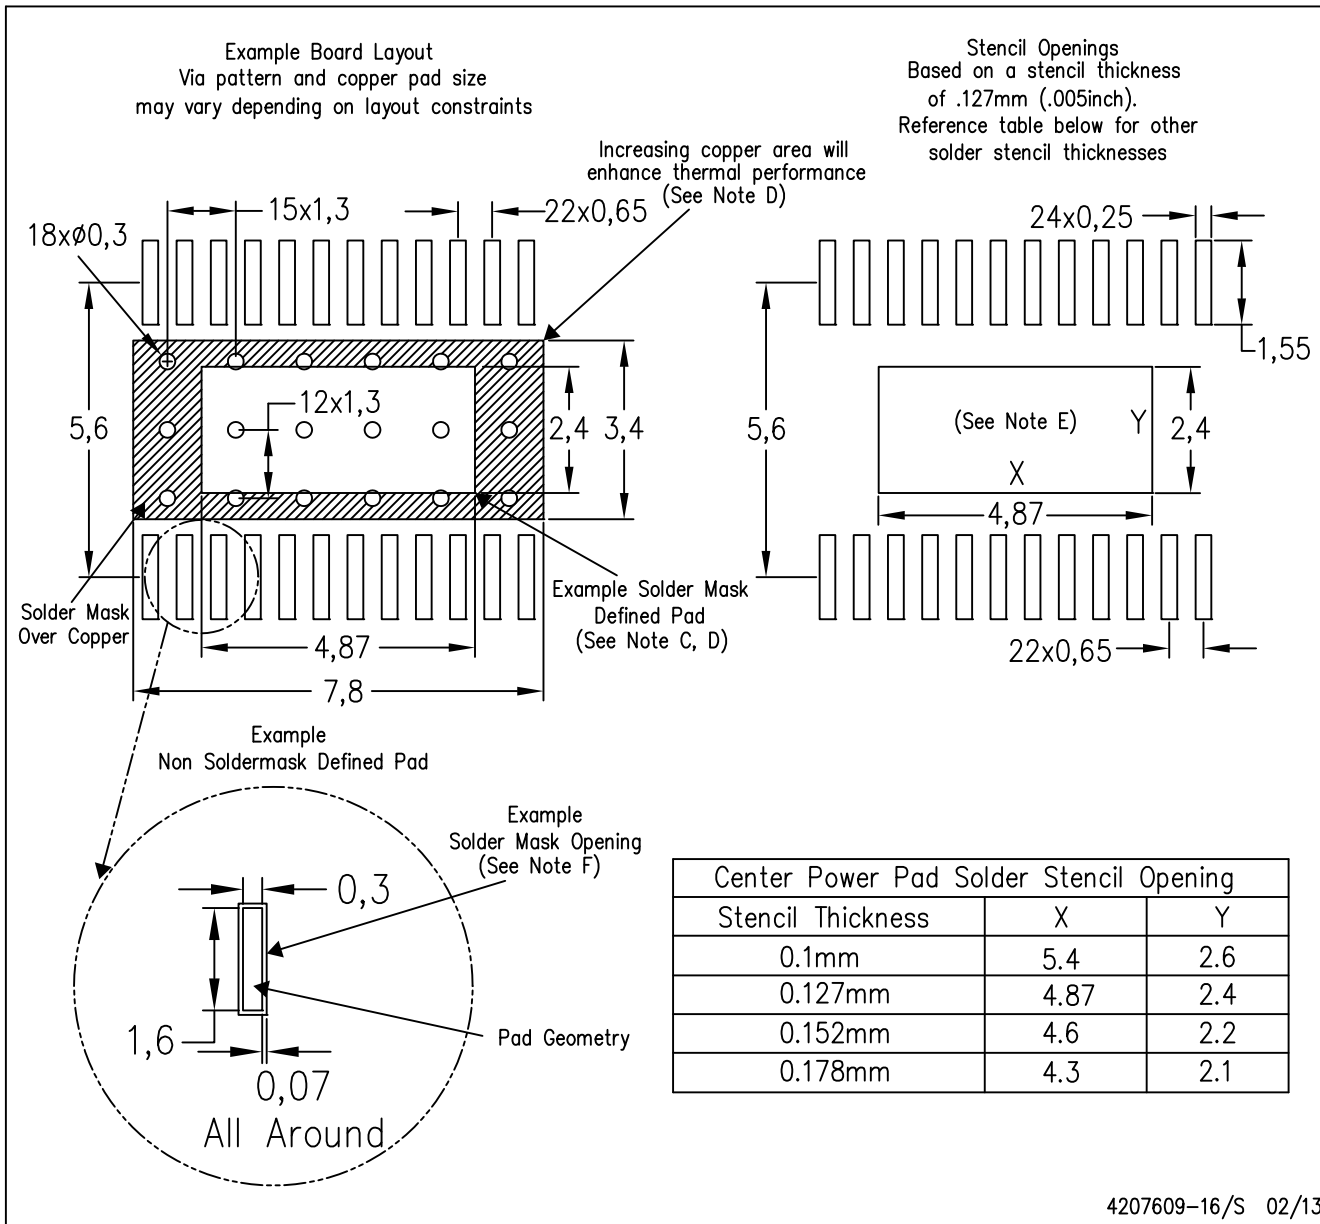 Example Board Layout
Via pattern and copper pad size
may vary depending on layout constraints
Stencil Openings
Based on a stencil thickness
of .127mm (.005inch).
Reference table below for other
solder stencil thicknesses
Increasing copper area will
enhance thermal performance
(See Note D)
15x1,3
22x0,65
18xø0,3
5,6
12x1,3
2,4
3,4
Solder Mask
Over Copper
Example Solder Mask
Defined Pad
(See Note C, D)
4,87
7,8
24x0,25
1,55
5,6
(See Note E)
Y
X
2,4
4,87
22x0,65
Example
Non Soldermask Defined Pad
Example
Solder Mask Opening
(See Note F)
0,3
1,6
Pad Geometry
0,07
All Around
Center Power Pad Solder Stencil Opening
Stencil Thickness X Y
0.1mm 5.4 2.6
0.127mm 4.87 2.4
0.152mm 4.6 2.2
0.178mm 4.3 2.1
4207609-16/S 02/13